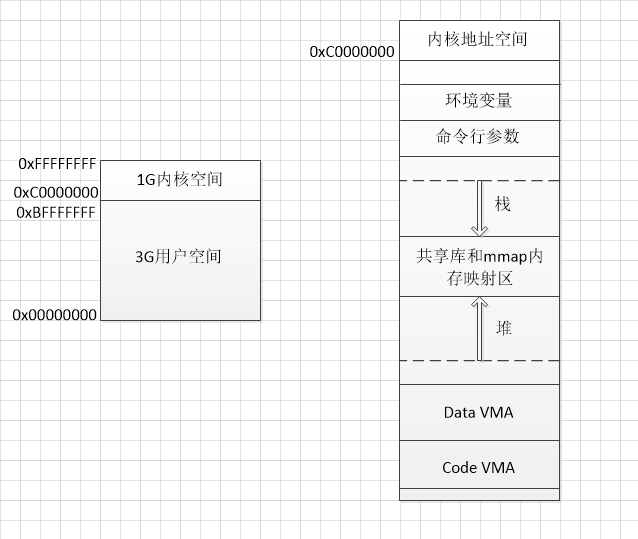 0xFFFFFFFF
1G内核空间
0xC0000000
0xBFFFFFFF
3G用户空间
0x00000000
内核地址空间
0xC0000000
环境变量
命令行参数
栈
共享库和mmap内
存映射区
堆
Data VMA
Code VMA